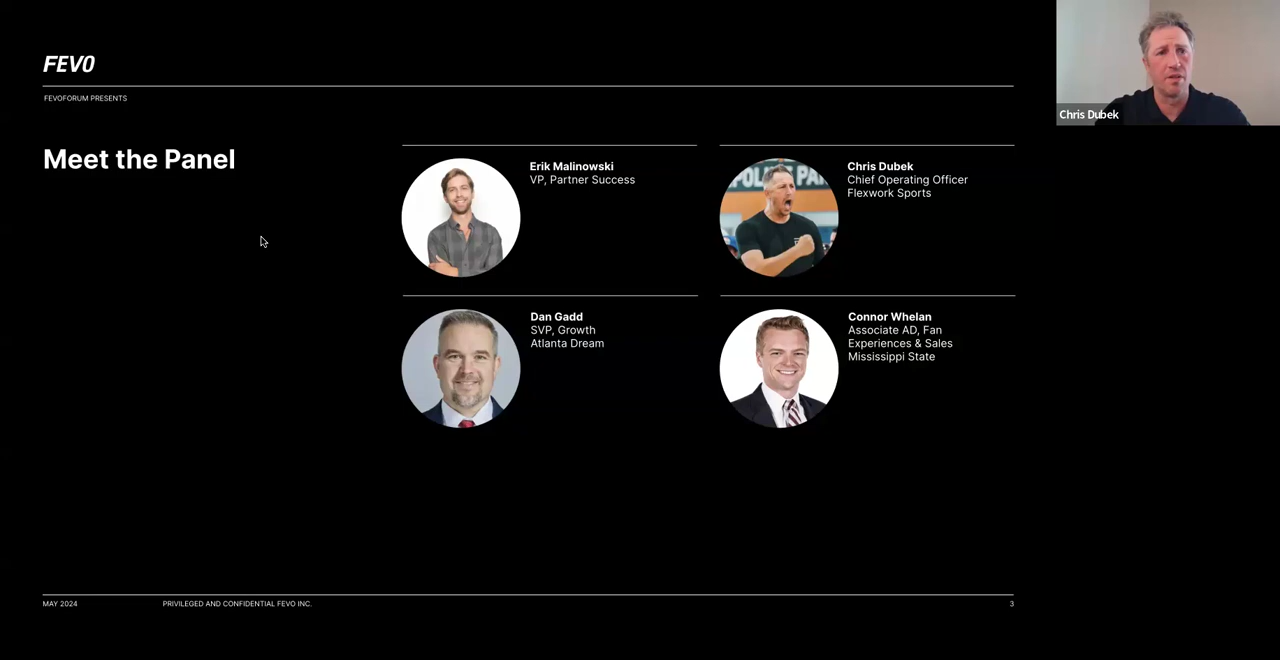 FEVO
FEVOFORUM PRESENTS
Meet the Panel
Erik Malinowski
VP, Partner Success
Chris Dubek
Chief Operating Officer
Flexwork Sports
Dan Gadd
SVP, Growth
Atlanta Dream
Connor Whelan
Associate AD, Fan
Experiences & Sales
Mississippi State
MAY 2024
PRIVILEGED AND CONFIDENTIAL FEVO INC.
3
Chris Dubek